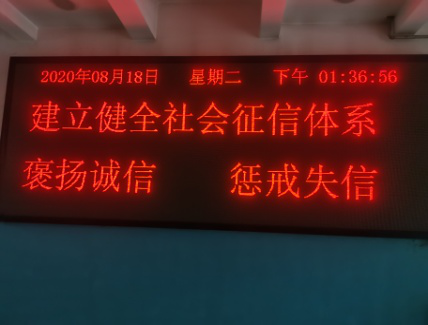 2020年08月18日 星期二 下午 01:36:56
建立健全社会征信体系
褒扬诚信 惩戒失信